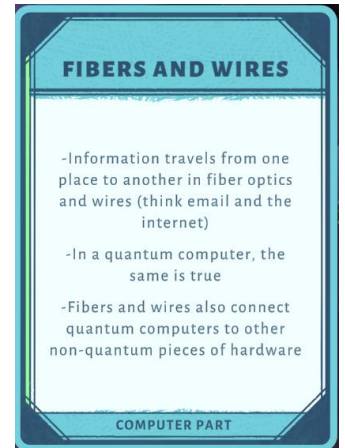 FIBERS AND WIRES
-Information travels from one
place to another in fiber optics
and wires (think email and the
internet)
-In a quantum computer, the
same is true
-Fibers and wires also connect
quantum computers to other
non-quantum pieces of hardware
COMPUTER PART